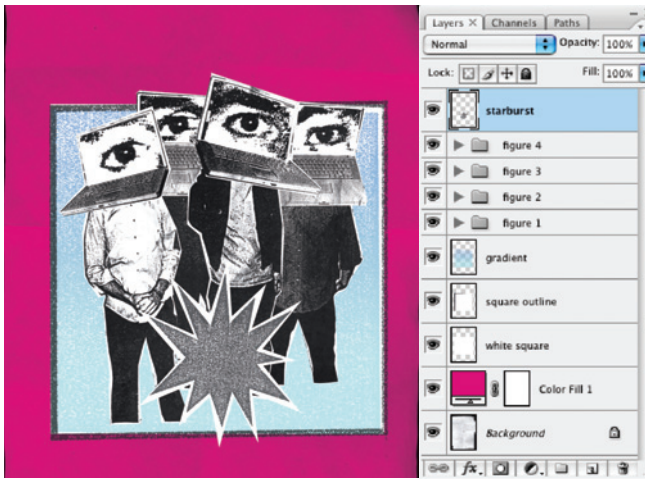 Layers × Channels Paths
Normal Opacity: 100%
Lock: Fill: 100%
starburst
figure 4
figure 3
figure 2
figure 1
gradient
square outline
white square
Color Fill 1
Background
fx.